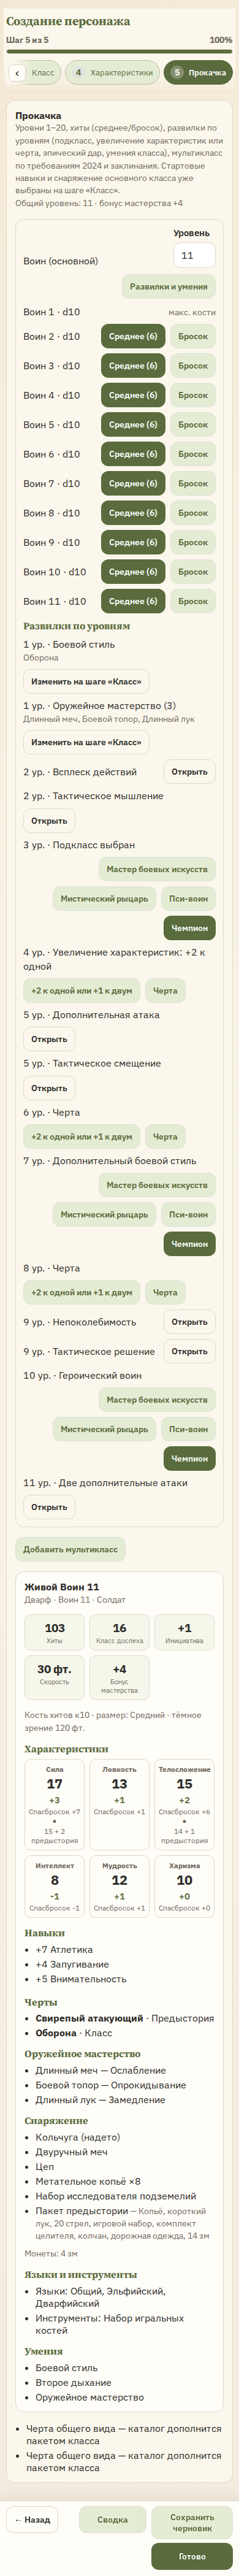 Создание персонажа
Шаг 5 из 5 100%
‹ Класс 4 Характеристики 5 Прокачка
Прокачка
Уровни 1–20, хиты (среднее/бросок), развилки по
уровням (подкласс, увеличение характеристик или
черта, эпический дар, умения класса), мультикласс
по требованиям 2024 и заклинания. Стартовые
навыки и снаряжение основного класса уже
выбраны на шаге «Класс».
Общий уровень: 11 · бонус мастерства +4
Уровень
Воин (основной) 11
Развилки и умения
Воин 1 · d10 макс. кости
Воин 2 · d10 Среднее (6) Бросок
Воин 3 · d10 Среднее (6) Бросок
Воин 4 · d10 Среднее (6) Бросок
Воин 5 · d10 Среднее (6) Бросок
Воин 6 · d10 Среднее (6) Бросок
Воин 7 · d10 Среднее (6) Бросок
Воин 8 · d10 Среднее (6) Бросок
Воин 9 · d10 Среднее (6) Бросок
Воин 10 · d10 Среднее (6) Бросок
Воин 11 · d10 Среднее (6) Бросок
Развилки по уровням
1 ур. · Боевой стиль
Оборона
Изменить на шаге «Класс»
1 ур. · Оружейное мастерство (3)
Длинный меч, Боевой топор, Длинный лук
Изменить на шаге «Класс»
2 ур. · Всплеск действий Открыть
2 ур. · Тактическое мышление
Открыть
3 ур. · Подкласс выбран
Мастер боевых искусств
Мистический рыцарь Пси-воин
Чемпион
4 ур. · Увеличение характеристик: +2 к
одной
+2 к одной или +1 к двум Черта
5 ур. · Дополнительная атака
Открыть
5 ур. · Тактическое смещение
Открыть
6 ур. · Черта
+2 к одной или +1 к двум Черта
7 ур. · Дополнительный боевой стиль
Мастер боевых искусств
Мистический рыцарь Пси-воин
Чемпион
8 ур. · Черта
+2 к одной или +1 к двум Черта
9 ур. · Непоколебимость Открыть
9 ур. · Тактическое решение Открыть
10 ур. · Героический воин
Мастер боевых искусств
Мистический рыцарь Пси-воин
Чемпион
11 ур. · Две дополнительные атаки
Открыть
Добавить мультикласс
Живой Воин 11
Дварф · Воин 11 · Солдат
103 16 +1
Хиты Класс доспеха Инициатива
30 фт. +4
Скорость Бонус
мастерства
Кость хитов к10 · размер: Средний · тёмное
зрение 120 фт.
Характеристики
Сила Ловкость Телосложение
17 13 15
+3 +1 +2
Спасбросок +7 Спасбросок +1 Спасбросок +6
● ●
15 + 2 14 + 1
предыстория предыстория
Интеллект Мудрость Харизма
8 12 10
-1 +1 +0
Спасбросок -1 Спасбросок +1 Спасбросок +0
Навыки
• +7 Атлетика
• +4 Запугивание
• +5 Внимательность
Черты
• Свирепый атакующий · Предыстория
• Оборона · Класс
Оружейное мастерство
• Длинный меч — Ослабление
• Боевой топор — Опрокидывание
• Длинный лук — Замедление
Снаряжение
• Кольчуга (надето)
• Двуручный меч
• Цеп
• Метательное копьё ×8
• Набор исследователя подземелий
• Пакет предыстории — Копьё, короткий
лук, 20 стрел, игровой набор, комплект
целителя, колчан, дорожная одежда, 14 зм
Монеты: 4 зм
Языки и инструменты
• Языки: Общий, Эльфийский,
Дварфийский
• Инструменты: Набор игральных
костей
Умения
• Боевой стиль
• Второе дыхание
• Оружейное мастерство
• Черта общего вида — каталог дополнится
пакетом класса
• Черта общего вида — каталог дополнится
пакетом класса
← Назад Сводка Сохранить
черновик
Готово